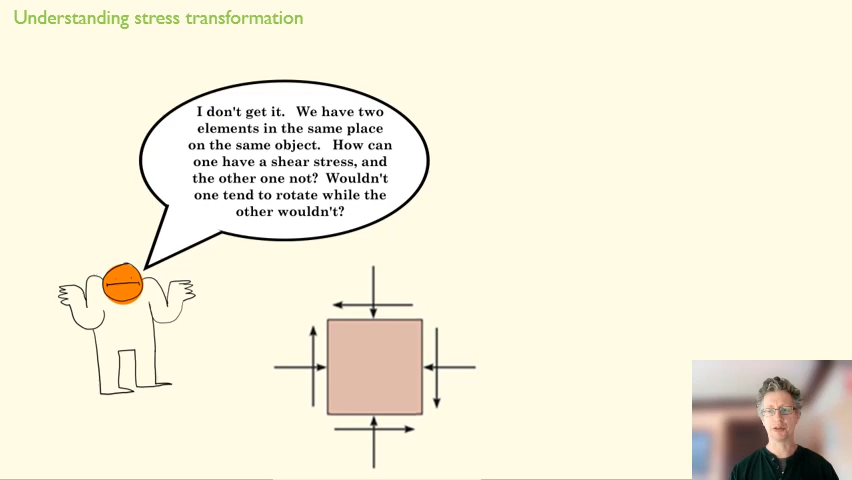 Understanding stress transformation
I don't get it. We have two
elements in the same place
on the same object. How can
one have a shear stress, and
the other one not? Wouldn't
one tend to rotate while the
other wouldn't?